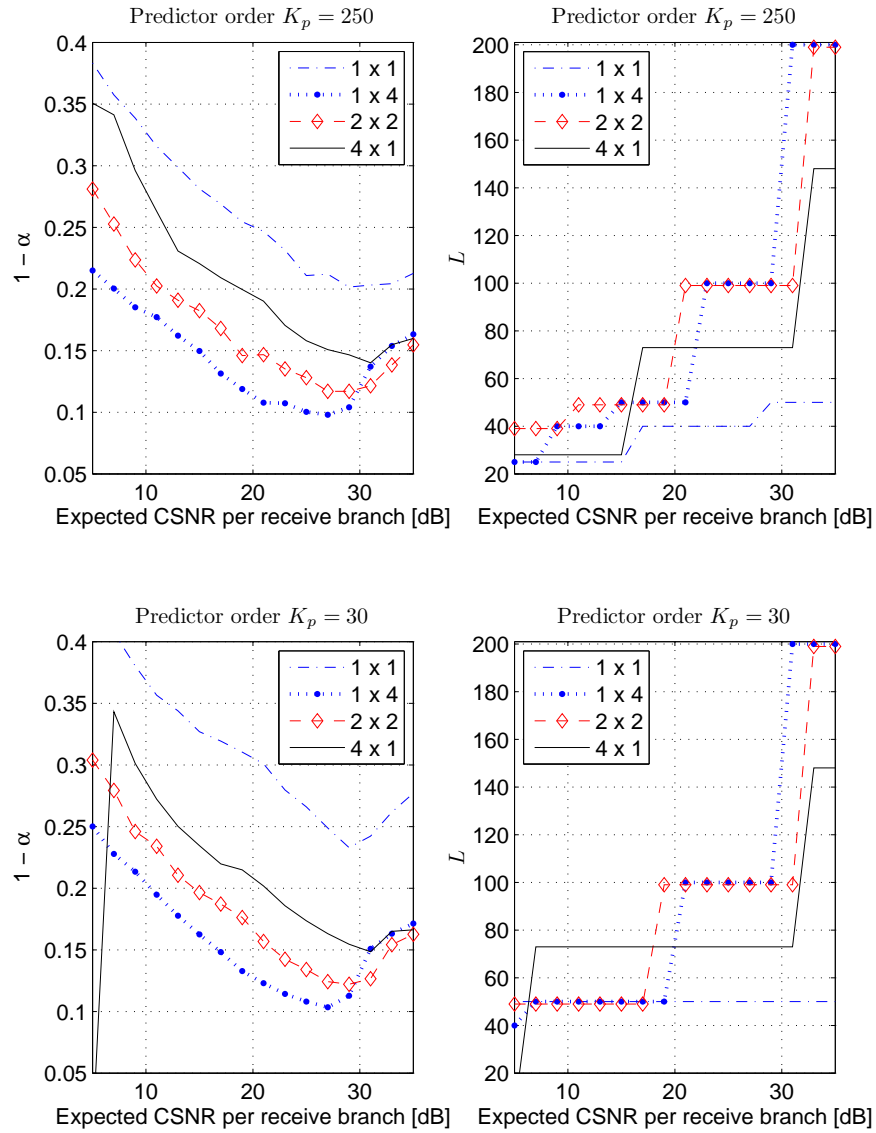 Predictor order K_p = 250
0.4
0.35
0.3
0.25
0.2
0.15
0.1
0.05
1 − α
10
20
30
Expected CSNR per receive branch [dB]
1 x 1
1 x 4
2 x 2
4 x 1
Predictor order K_p = 250
200
180
160
140
120
100
80
60
40
20
L
10
20
30
Expected CSNR per receive branch [dB]
1 x 1
1 x 4
2 x 2
4 x 1
Predictor order K_p = 30
0.4
0.35
0.3
0.25
0.2
0.15
0.1
0.05
1 − α
10
20
30
Expected CSNR per receive branch [dB]
1 x 1
1 x 4
2 x 2
4 x 1
Predictor order K_p = 30
200
180
160
140
120
100
80
60
40
20
L
10
20
30
Expected CSNR per receive branch [dB]
1 x 1
1 x 4
2 x 2
4 x 1